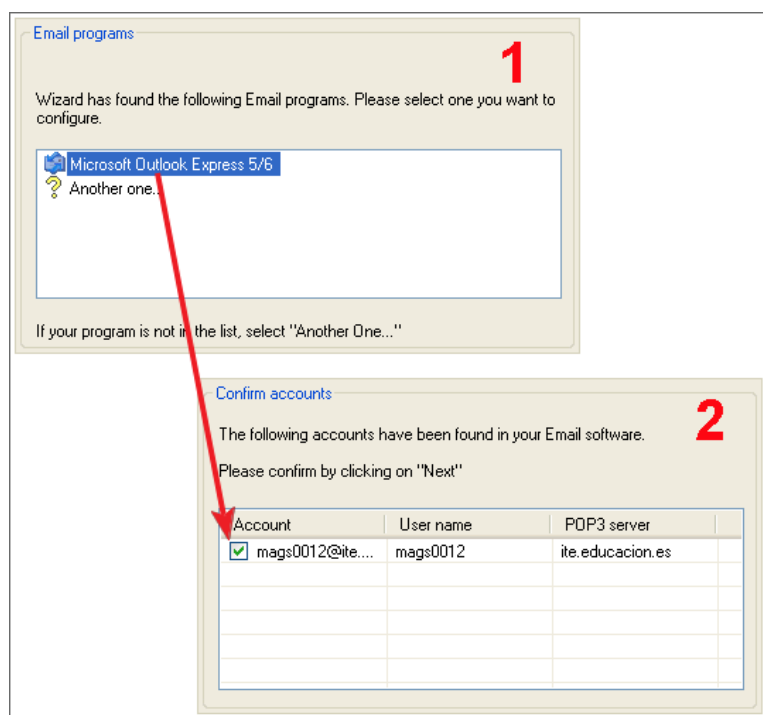 Email programs
1
Wizard has found the following Email programs. Please select one you want to
configure.
Microsoft Outlook Express 5/6
Another one..
If your program is not in the list, select "Another One..."
Confirm accounts
2
The following accounts have been found in your Email software.
Please confirm by clicking on "Next"
Account User name POP3 server
mags0012@ite.... mags0012 ite.educacion.es